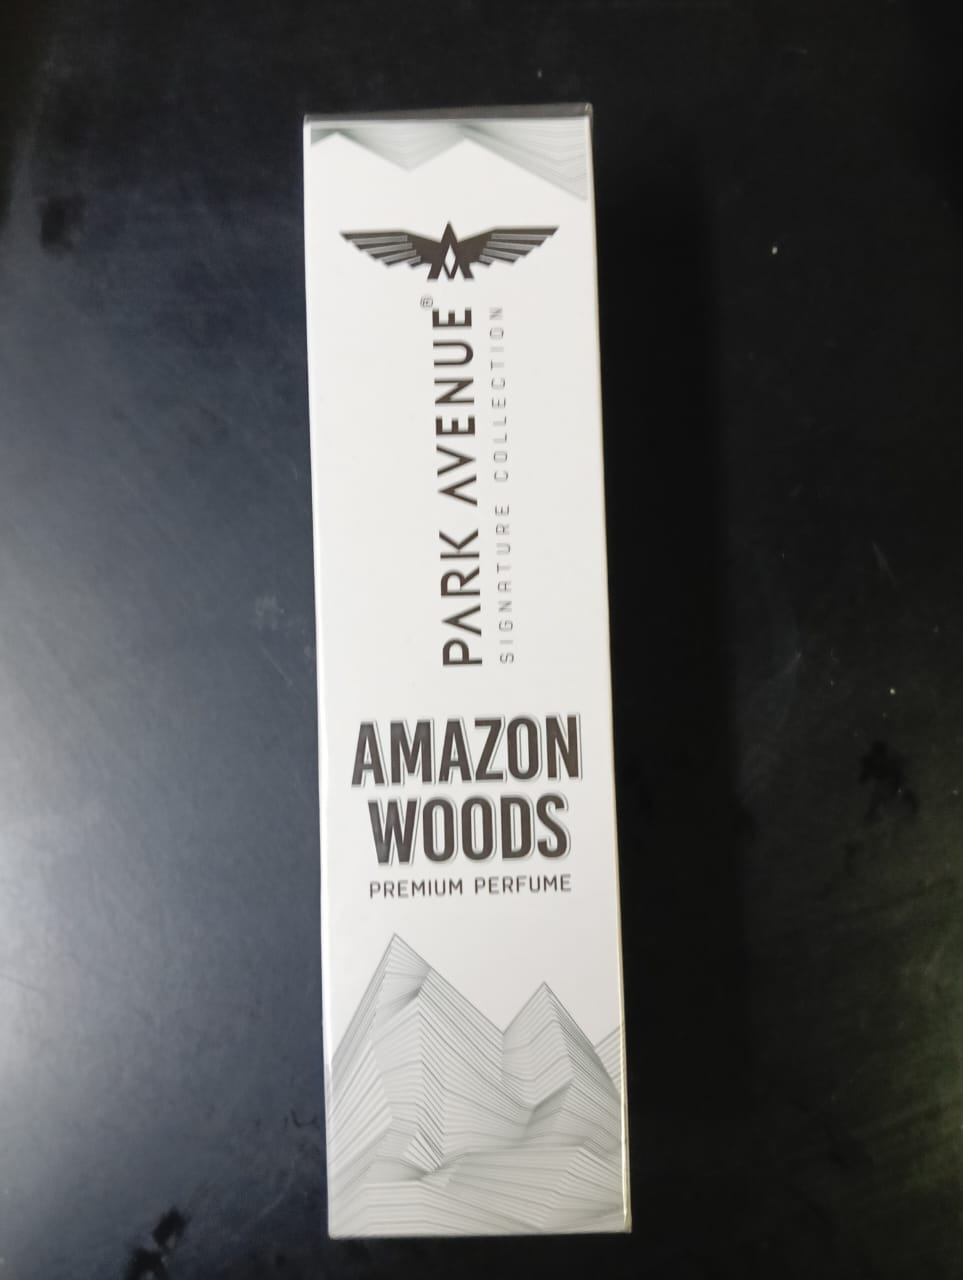 PARK AVENUE®
SIGNATURE COLLECTION
AMAZON
WOODS
PREMIUM PERFUME